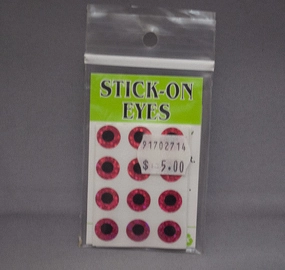 STICK-ON
EYES
91702714
$ 5.00